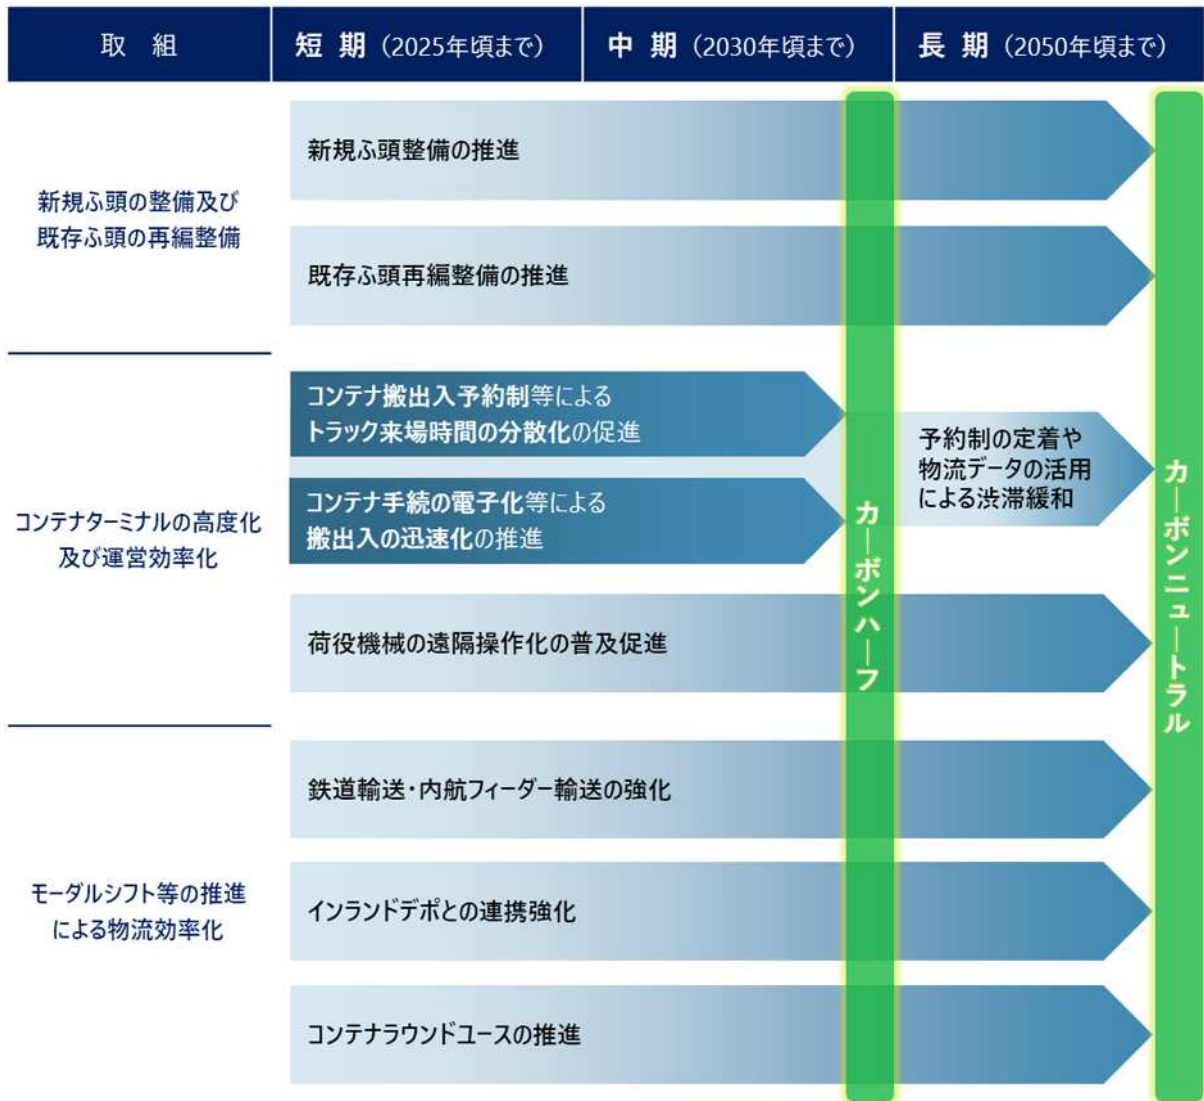 取 組
短 期 (2025年頃まで)
中 期 (2030年頃まで)
長 期 (2050年頃まで)
新規ふ頭の整備及び
既存ふ頭の再編整備
新規ふ頭整備の推進
既存ふ頭再編整備の推進
コンテナターミナルの高度化
及び運営効率化
コンテナ搬出入予約制等による
トラック来場時間の分散化の促進
コンテナ手続の電子化等による
搬出入の迅速化の推進
予約制の定着や
物流データの活用
による渋滞緩和
荷役機械の遠隔操作化の普及促進
モーダルシフト等の推進
による物流効率化
鉄道輸送・内航フィーダー輸送の強化
インランドデポとの連携強化
コンテナラウンドユースの推進
カーボンハーフ
カーボンニュートラル